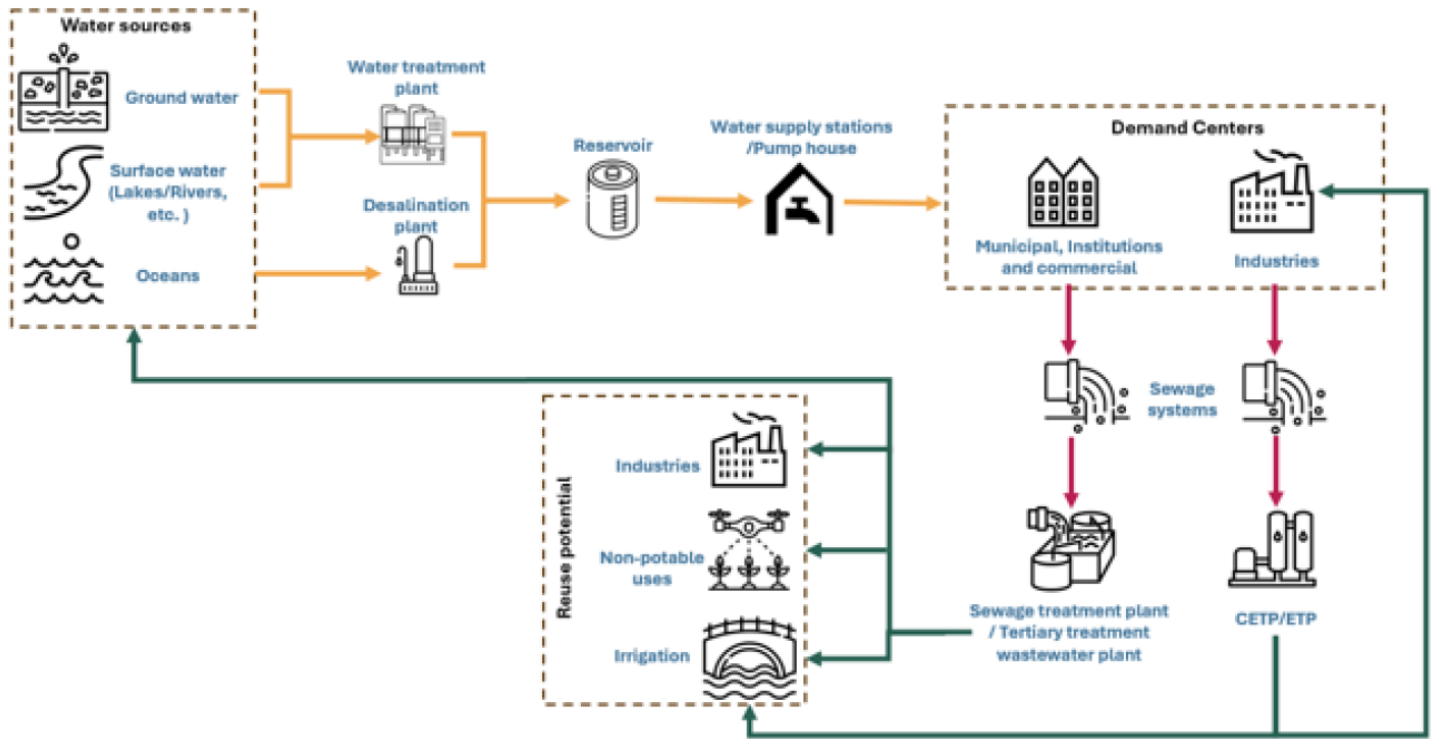 Water sources
Ground water
Surface water
(Lakes/Rivers,
etc. )
Oceans
Water treatment
plant
Desalination
plant
Reservoir
Water supply stations
/Pump house
Demand Centers
Municipal, Institutions
and commercial
Industries
Sewage
systems
Reuse potential
Industries
Non-potable
uses
Irrigation
Sewage treatment plant
/ Tertiary treatment
wastewater plant
CETP/ETP